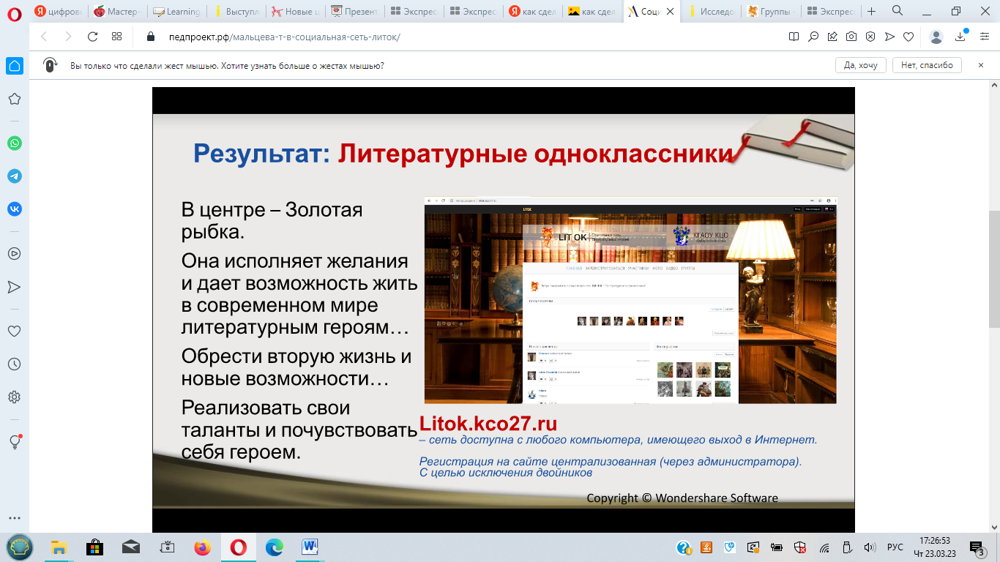 цифров
Мастер-
Learning
Выступл
Новые ц
Презент
Экспрес
Экспрес
как сдел
как сдел
Соци
Исследо
Группы –
Экспрес
педпроект.рф/мальцева-т-в-социальная-сеть-литок/
Вы только что сделали жест мышью. Хотите узнать больше о жестах мышью?
Да, хочу
Нет, спасибо
Результат: Литературные одноклассники
В центре – Золотая
рыбка.
Она исполняет желания
и дает возможность жить
в современном мире
литературным героям…
Обрести вторую жизнь и
новые возможности…
Реализовать свои
таланты и почувствовать
себя героем.
LITOK
LIT OK
Социальная сеть
КГАОУ КЦО
ГЛАВНАЯ ЗАРЕГИСТРИРОВАТЬСЯ УЧАСТНИКИ ФОТО ВИДЕО ГРУППЫ
Litok.kco27.ru
– сеть доступна с любого компьютера, имеющего выход в Интернет.
Регистрация на сайте централизованная (через администратора).
С целью исключения двойников
Copyright © Wondershare Software
РУС
17:26:53
Чт 23.03.23
3